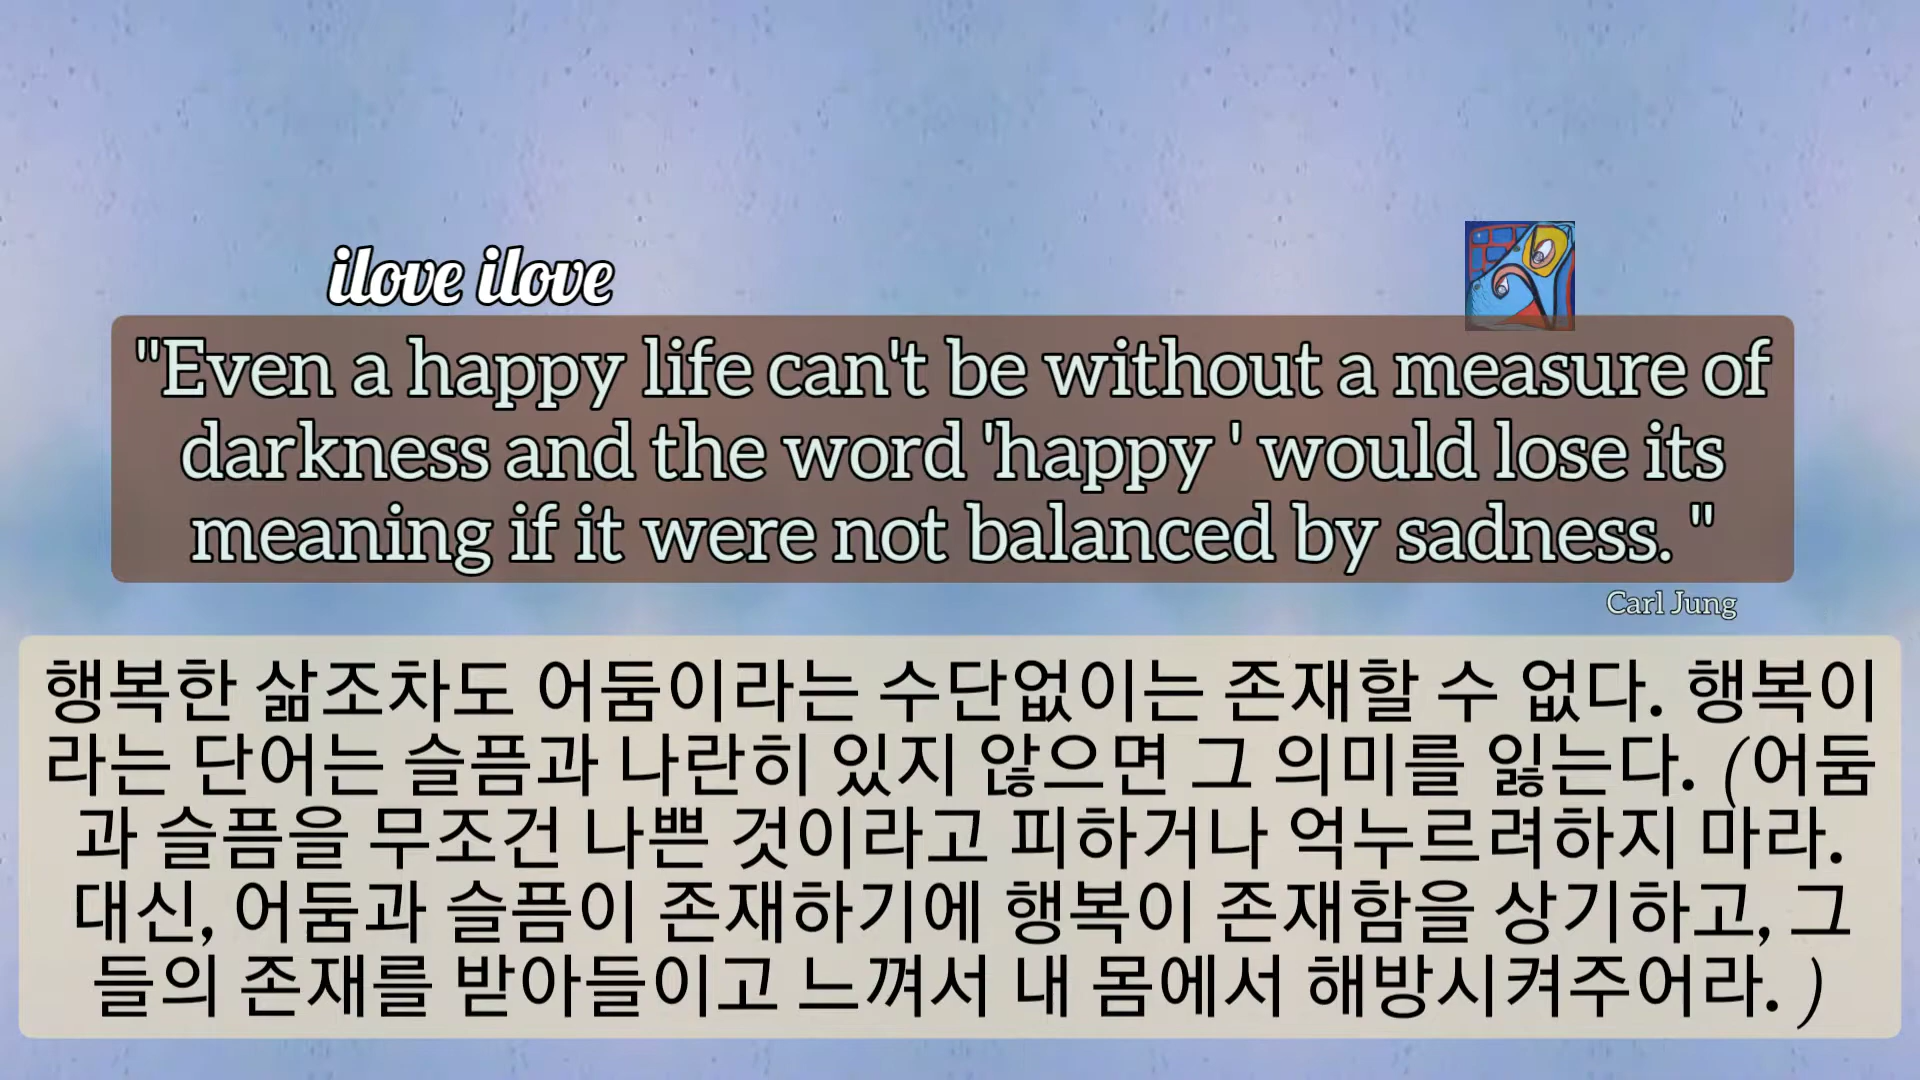 ilove ilove
"Even a happy life can't be without a measure of
darkness and the word 'happy ' would lose its
meaning if it were not balanced by sadness. "
Carl Jung
행복한 삶조차도 어둠이라는 수단없이는 존재할 수 없다. 행복이
라는 단어는 슬픔과 나란히 있지 않으면 그 의미를 잃는다. (어둠
과 슬픔을 무조건 나쁜 것이라고 피하거나 억누르려하지 마라.
대신, 어둠과 슬픔이 존재하기에 행복이 존재함을 상기하고, 그
들의 존재를 받아들이고 느껴서 내 몸에서 해방시켜주어라. )